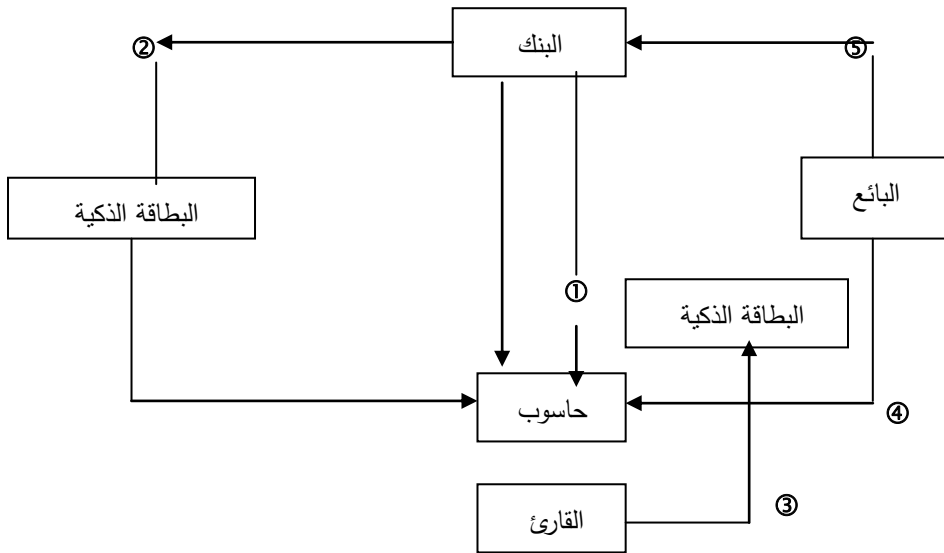 البنك
②
⑤
البائع
البطاقة الذكية
①
البطاقة الذكية
حاسوب
④
القارئ
③